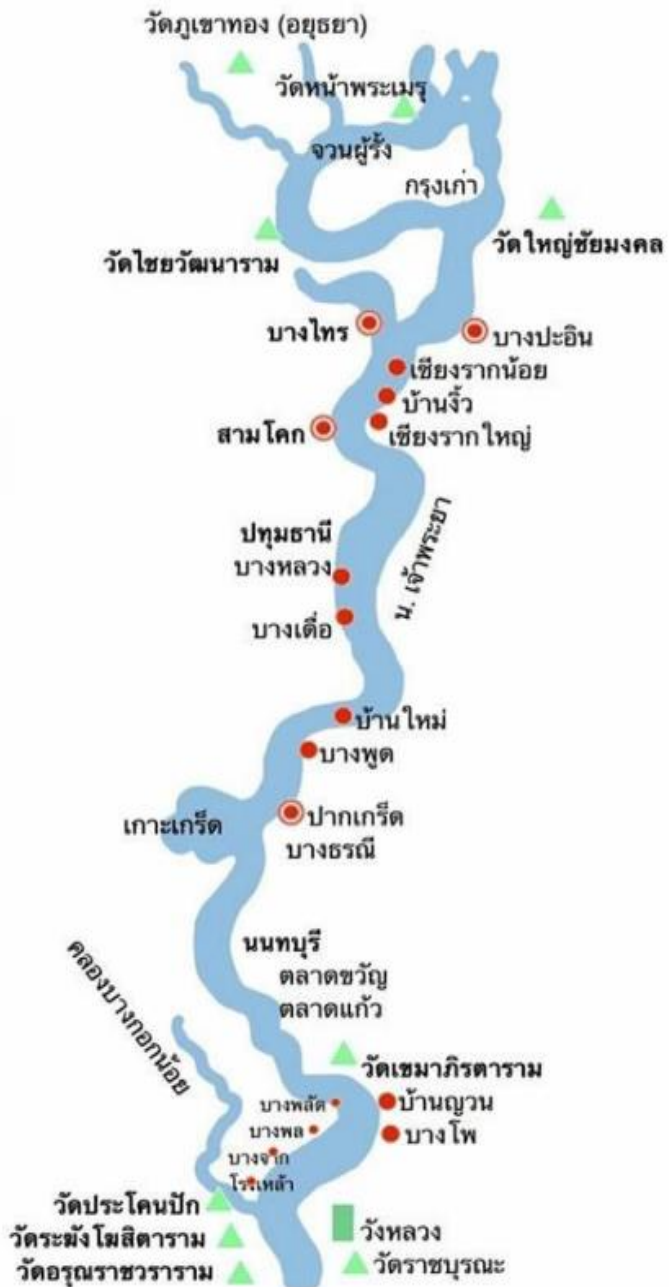 วัดภูเขาทอง (อยุธยา)
วัดหน้าพระเมรุ
จวนผู้รั้ง
กรุงเก่า
วัดใหญ่ชัยมงคล
วัดไชยวัฒนาราม
บางไทร
บางปะอิน
เชียงรากน้อย
บ้านงิ้ว
สามโคก
เชียงรากใหญ่
น. เจ้าพระยา
ปทุมธานี
บางหลวง
บางเดื่อ
บ้านใหม่
บางพูด
เกาะเกร็ด
ปากเกร็ด
บางธรณี
นนทบุรี
ตลาดขวัญ
ตลาดแก้ว
คลองบางกอกน้อย
วัดเขมาภิรตาราม
บางพลัด
บ้านญวน
บางพล
บางโพ
บางจาก
วัดประโคนปัก
วังหลวง
วัดระฆังโฆสิตาราม
วัดราชบุรณะ
วัดอรุณราชวราราม